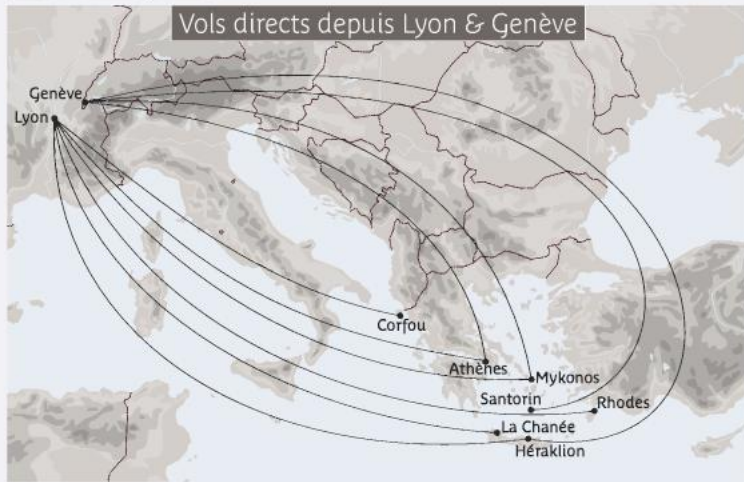 Vols directs depuis Lyon & Genève
Genève
Lyon
Corfou
Athènes
Mykonos
Santorin
Rhodes
La Chanée
Héraklion